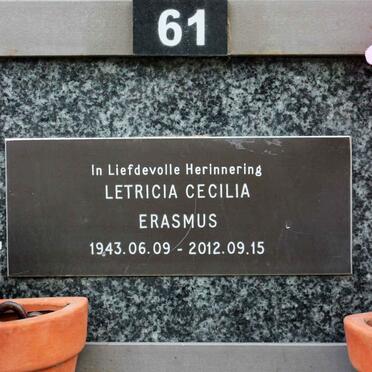 61
In Liefdevolle Herinnering
LETRICIA CECILIA
ERASMUS
1943.06.09 - 2012.09.15